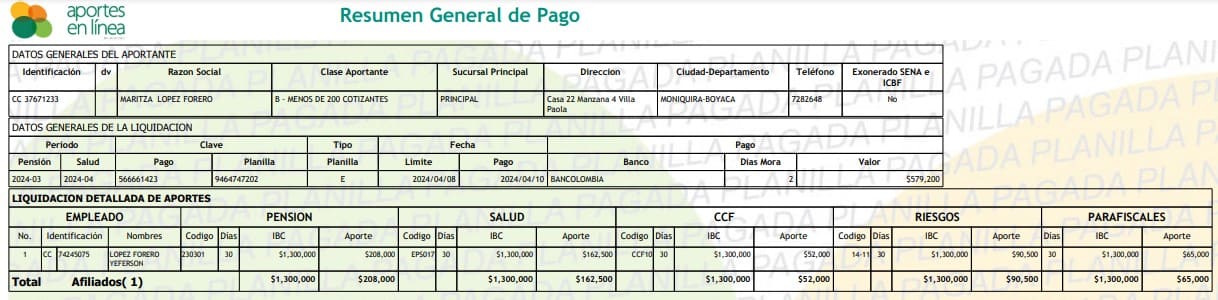 aportes
en línea
Resumen General de Pago
DATOS GENERALES DEL APORTANTE
Identificación dv Razon Social Clase Aportante Sucursal Principal Direccion Ciudad-Departamento Teléfono Exonerado SENA e ICBF
CC 37671233 MARITZA LOPEZ FORERO B - MENOS DE 200 COTIZANTES PRINCIPAL Casa 22 Manzana 4 Villa Paola MONIQUIRA-BOYACA 7282648 No
DATOS GENERALES DE LA LIQUIDACION
Periodo Clave Tipo Fecha Pago
Pensión Salud Pago Planilla Planilla Limite Pago Banco Dias Mora Valor
2024-03 2024-04 566661423 9464747202 E 2024/04/08 2024/04/10 BANCOLOMBIA 2 $579,200
LIQUIDACION DETALLADA DE APORTES
EMPLEADO PENSION SALUD CCF RIESGOS PARAFISCALES
No. Identificación Nombres Codigo Días IBC Aporte Codigo Días IBC Aporte Codigo Días IBC Aporte Codigo Días IBC Aporte Días IBC Aporte
1 CC 74245075 LOPEZ FORERO YEFERSON 230301 30 $1,300,000 $208,000 EPS017 30 $1,300,000 $162,500 CCF10 30 $1,300,000 $52,000 14-11 30 $1,300,000 $90,500 30 $1,300,000 $65,000
Total Afiliados( 1) $1,300,000 $208,000 $1,300,000 $162,500 $1,300,000 $52,000 $1,300,000 $90,500 $1,300,000 $65,000
PLANILLA PAGADA PLANILLA PAGADA